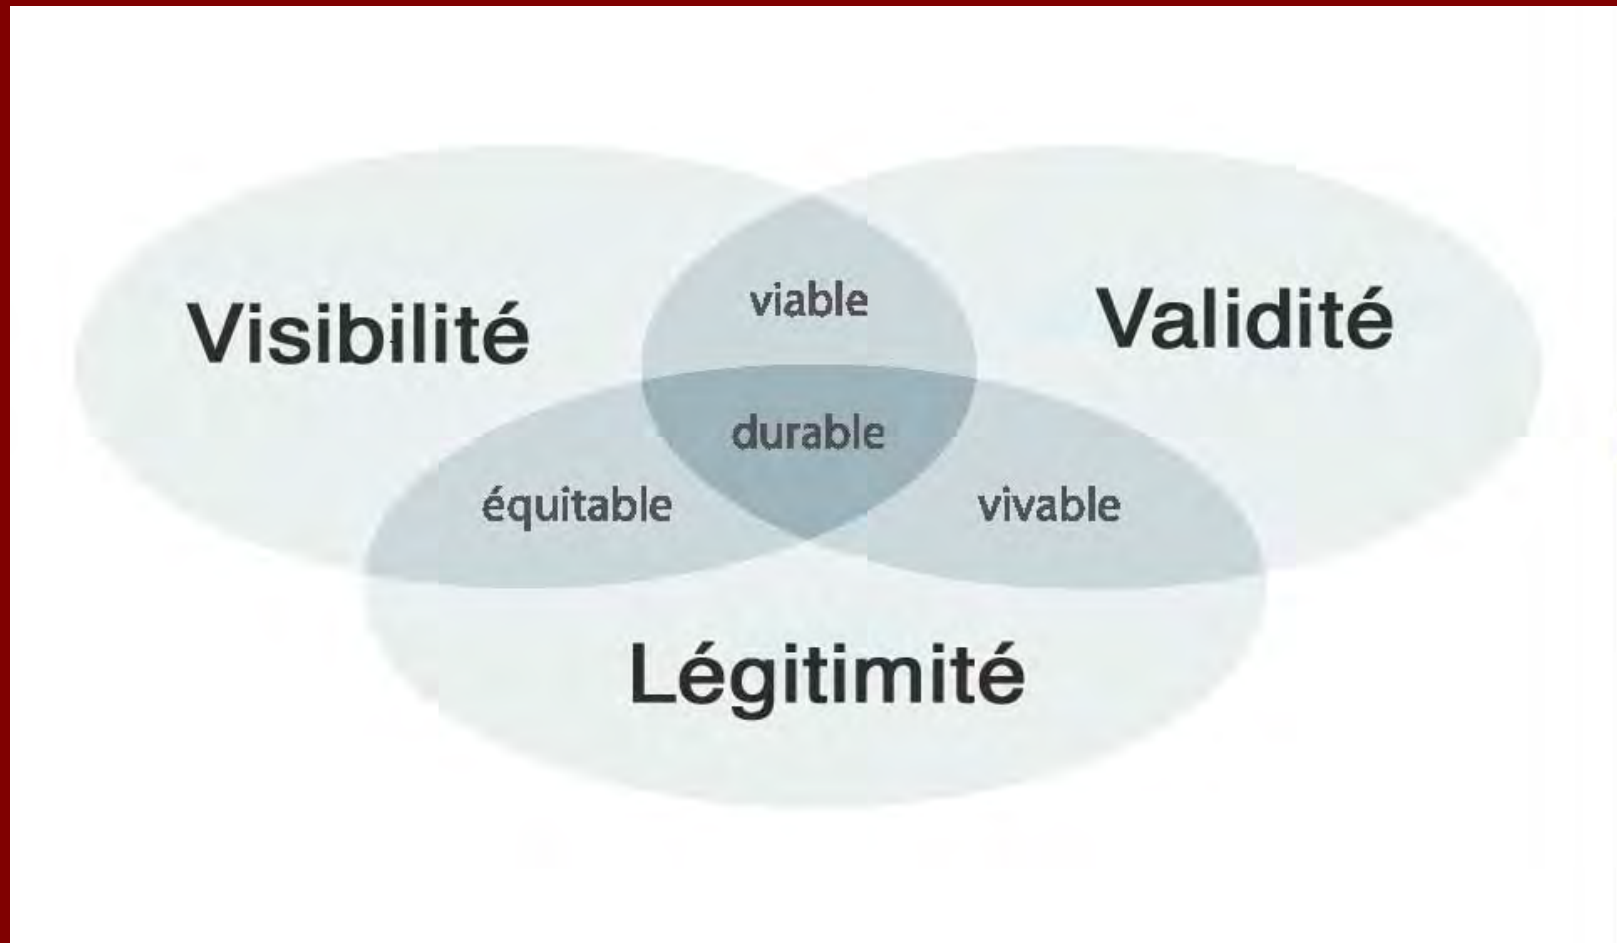 viable
Visibilité
Validité
durable
équitable
vivable
Légitimité